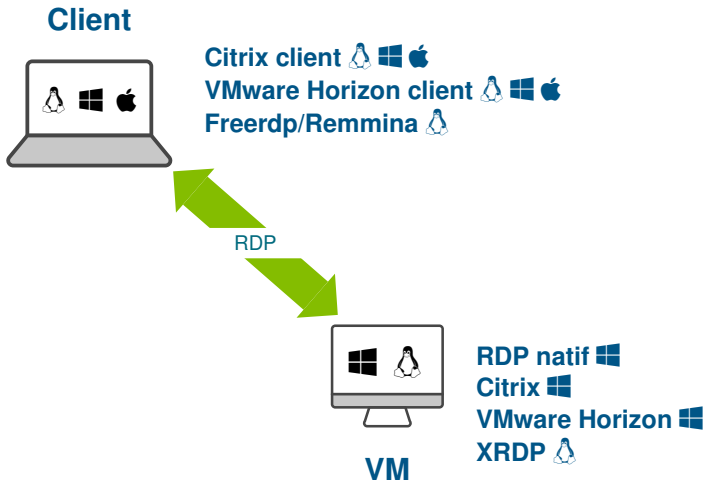 Client
Citrix client
VMware Horizon client
Freerdp/Remmina
RDP
RDP natif
Citrix
VMware Horizon
XRDP
VM